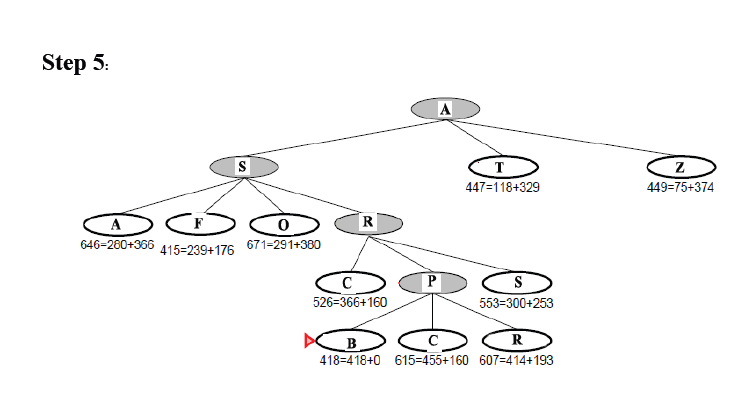 Step 5:
A
S
T
Z
447=118+329
449=75+374
A
F
O
R
646=280+366
415=239+176
671=291+380
C
P
S
526=366+160
553=300+253
B
C
R
418=418+0
615=455+160
607=414+193